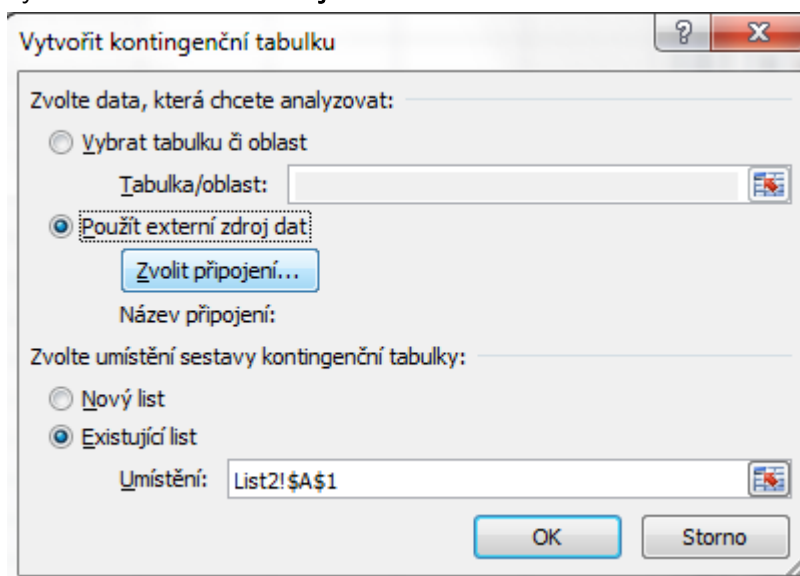 Vytvořit kontingenční tabulku
Zvolte data, která chcete analyzovat:
Vybrat tabulku či oblast
Tabulka/oblast:
Použít externí zdroj dat
Zvolit připojení...
Název připojení:
Zvolte umístění sestavy kontingenční tabulky:
Nový list
Existující list
Umístění: List2!$A$1
OK Storno